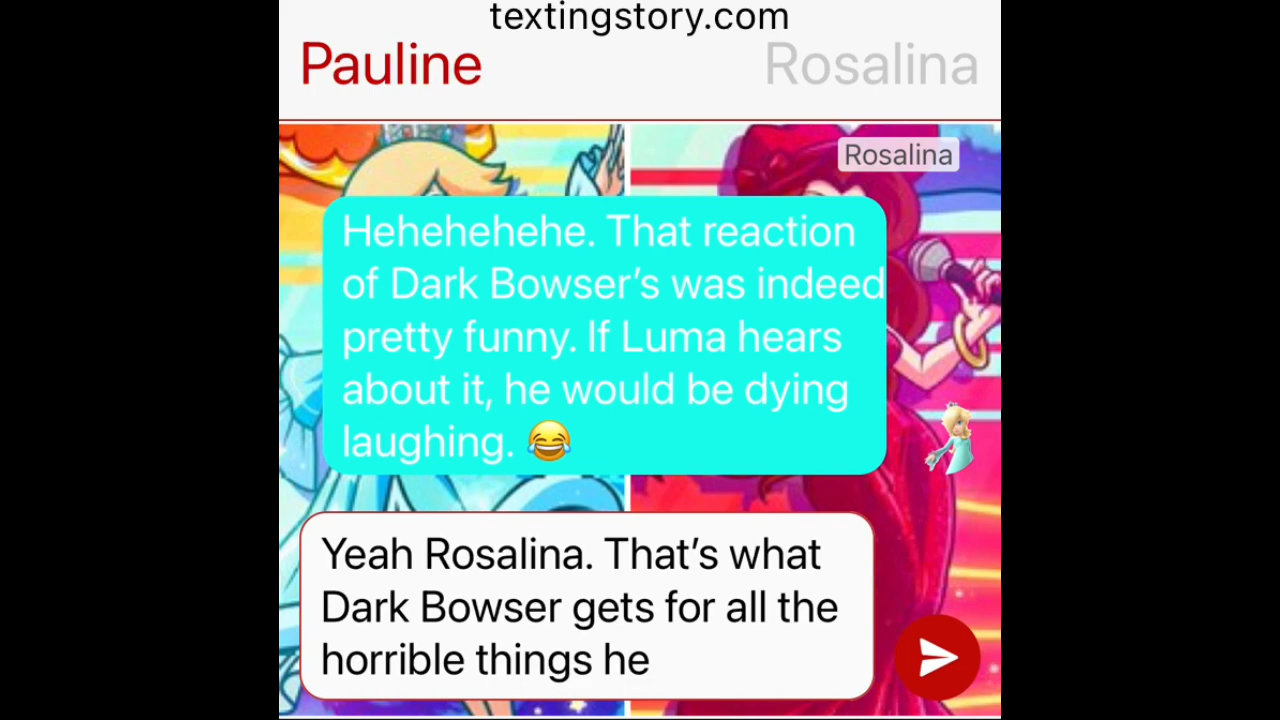 textingstory.com
Pauline
Rosalina
Rosalina
Hehehehehe. That reaction
of Dark Bowser’s was indeed
pretty funny. If Luma hears
about it, he would be dying
laughing. 😂
Yeah Rosalina. That’s what
Dark Bowser gets for all the
horrible things he